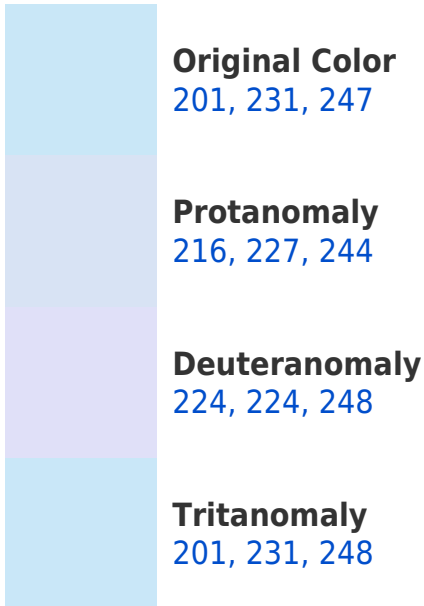 Original Color
201, 231, 247
Protanomaly
216, 227, 244
Deuteranomaly
224, 224, 248
Tritanomaly
201, 231, 248